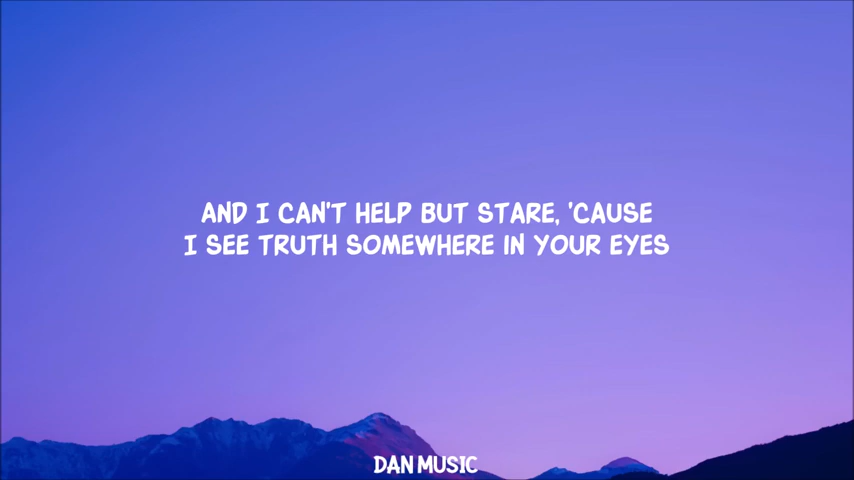 AND I CAN'T HELP BUT STARE, 'CAUSE
I SEE TRUTH SOMEWHERE IN YOUR EYES
DAN MUSIC